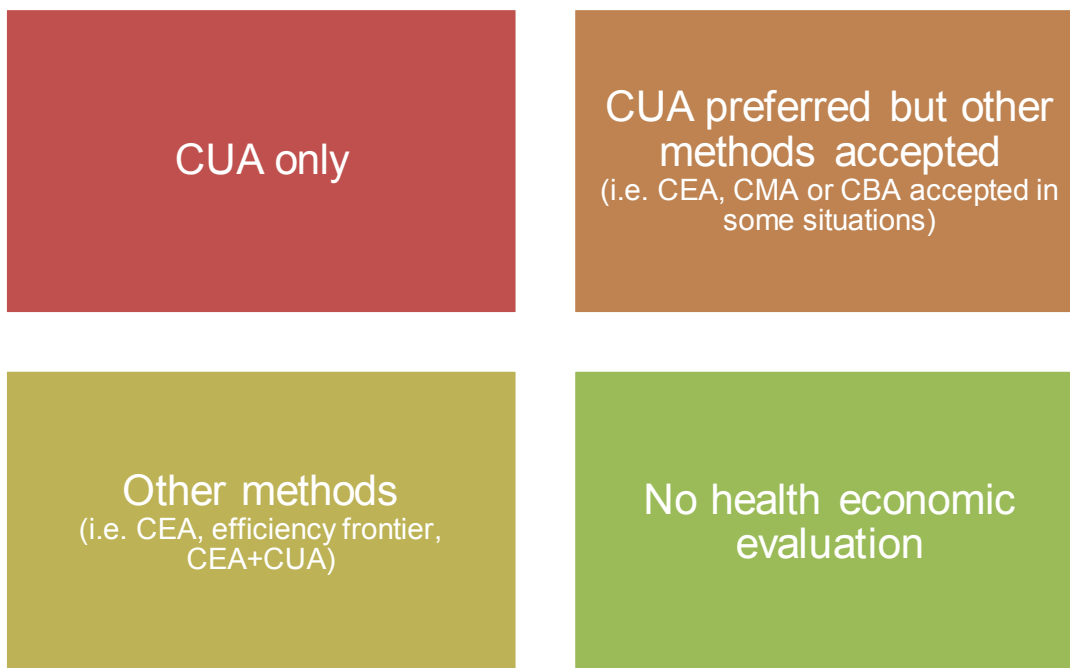 CUA only
CUA preferred but other
methods accepted
(i.e. CEA, CMA or CBA accepted in
some situations)
Other methods
(i.e. CEA, efficiency frontier,
CEA+CUA)
No health economic
evaluation